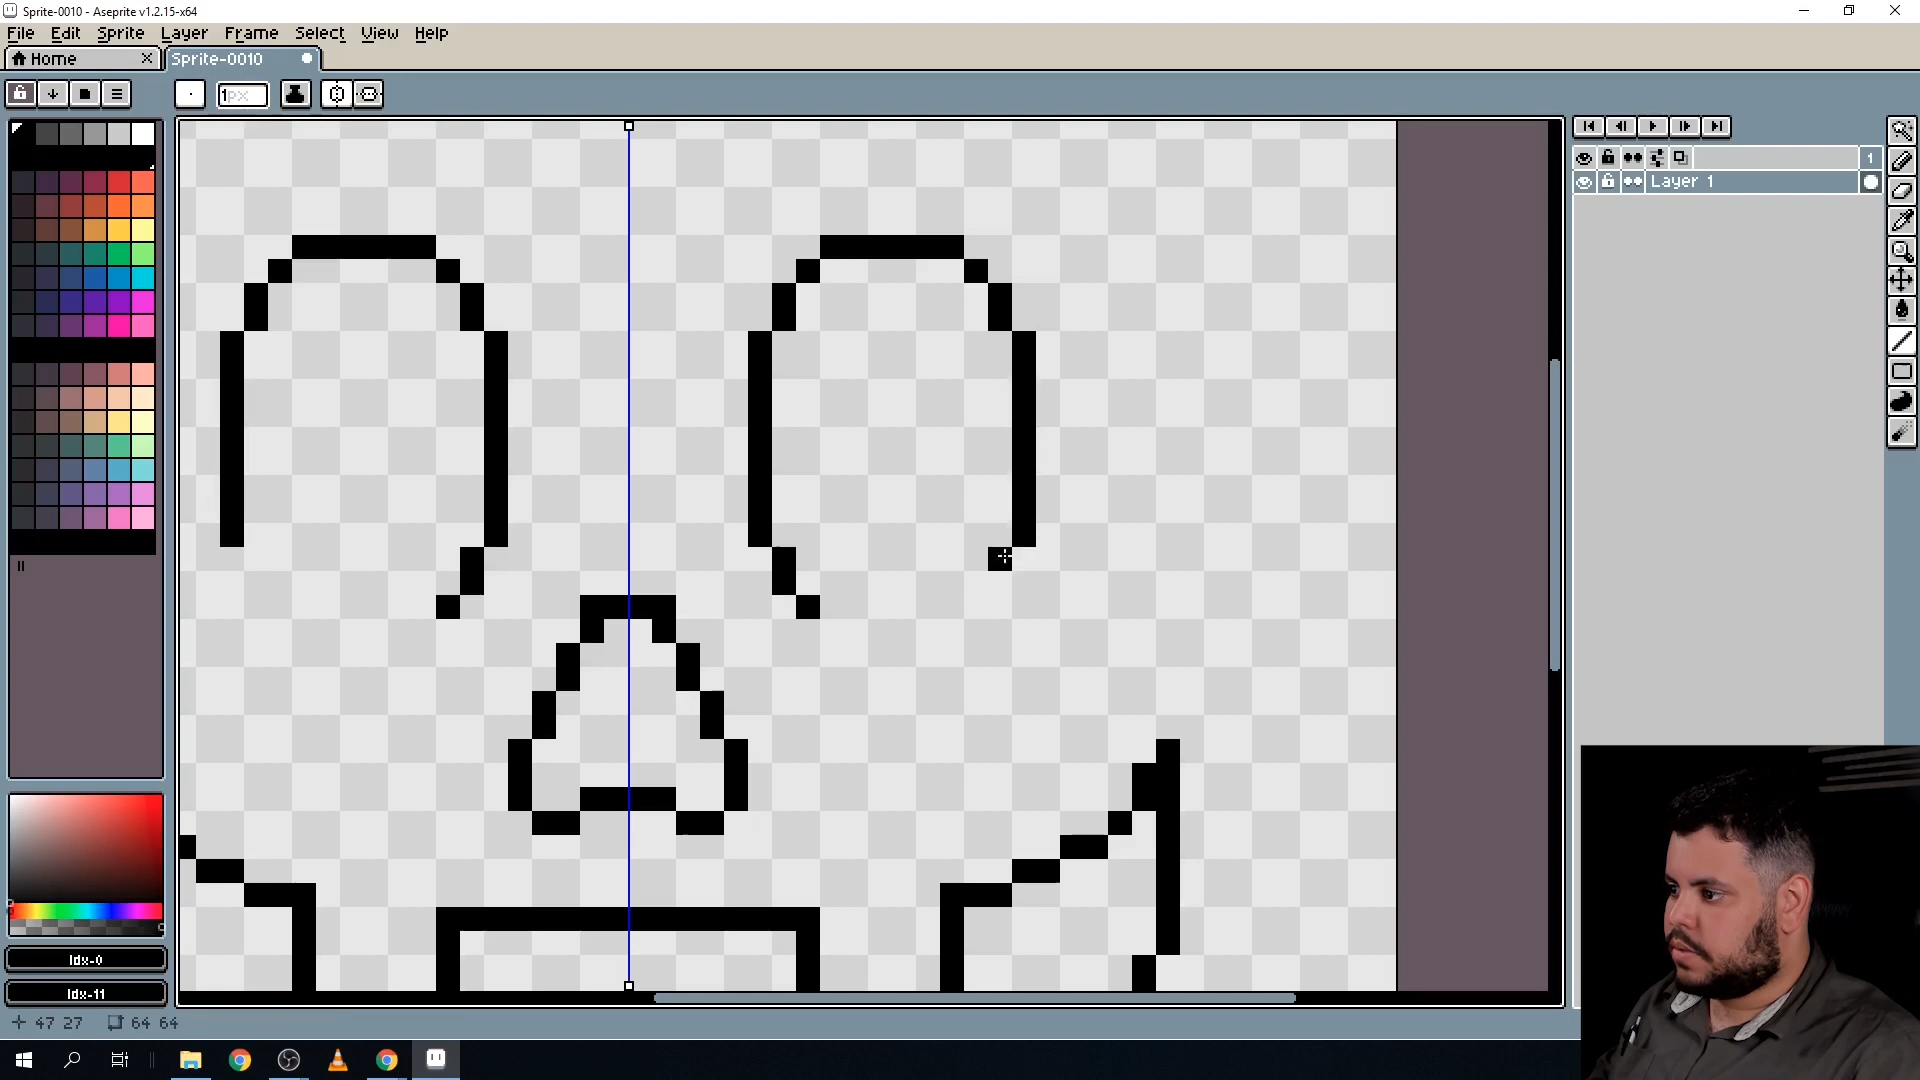 Sprite-0010 - Aseprite v1.2.15-x64
File Edit Sprite Layer Frame Select View Help
Home
Sprite-0010
1px
1
Layer 1
Idx-0
Idx-11
47 27 64 64